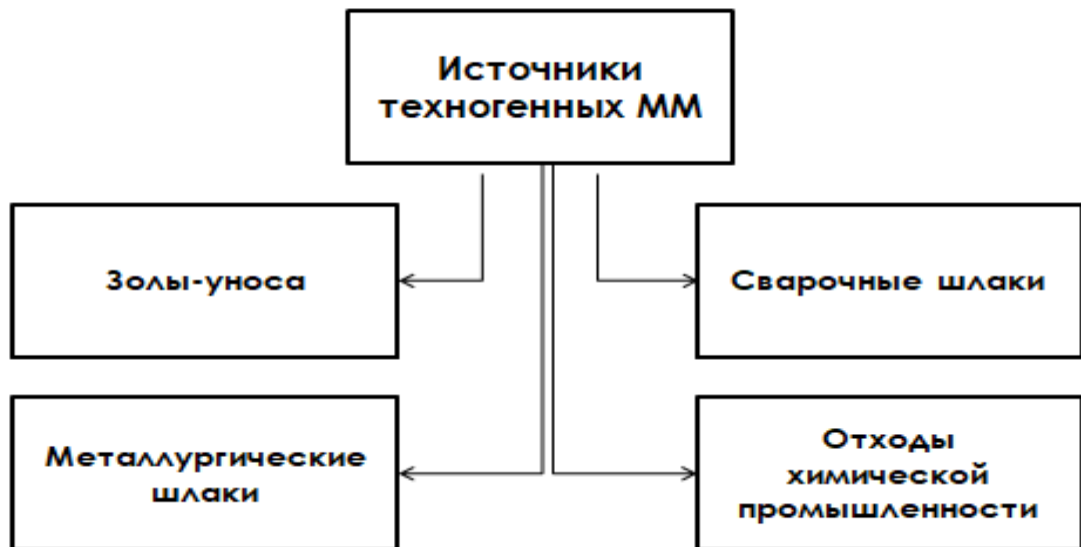 Источники
техногенных ММ
Золы-уноса
Сварочные шлаки
Металлургические
шлаки
Отходы
химической
промышленности